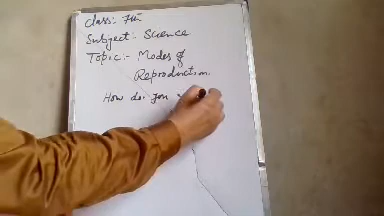 Class: 7th
Subject:- Science
Topic:- Modes of
Reproduction.
How do you